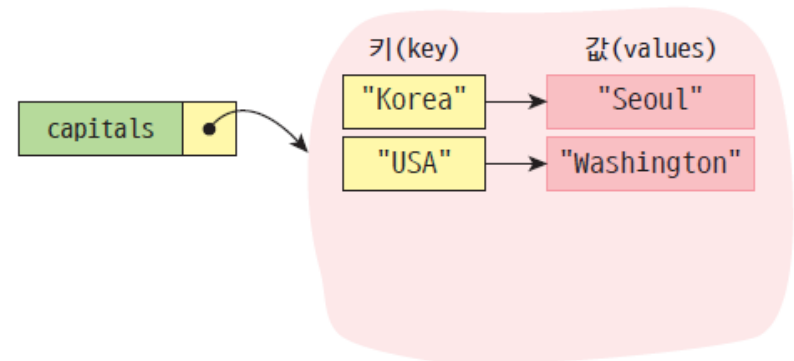 키(key) 값(values)
capitals
"Korea" "Seoul"
"USA" "Washington"